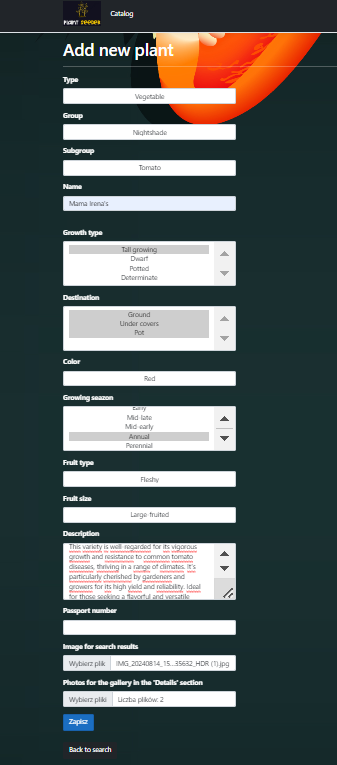 PLANT SEEDER Catalog
Add new plant
Type
Vegetable
Group
Nightshade
Subgroup
Tomato
Name
Mama Irena's
Growth type
Tall growing
Dwarf
Potted
Determinate
Destination
Ground
Under covers
Pot
Color
Red
Growing seazon
Early
Mid-late
Mid-early
Annual
Perennial
Fruit type
Fleshy
Fruit size
Large-fruited
Description
This variety is well-regarded for its vigorous
growth and resistance to common tomato
diseases, thriving in a range of climates. It's
particularly cherished by gardeners and
growers for its high yield and reliability. Ideal
for those seeking a flavorful and versatile
Passport number
Image for search results
Wybierz plik IMG_20240814_15...35632_HDR (1).jpg
Photos for the gallery in the 'Details' section
Wybierz pliki Liczba plików: 2
Zapisz
Back to search